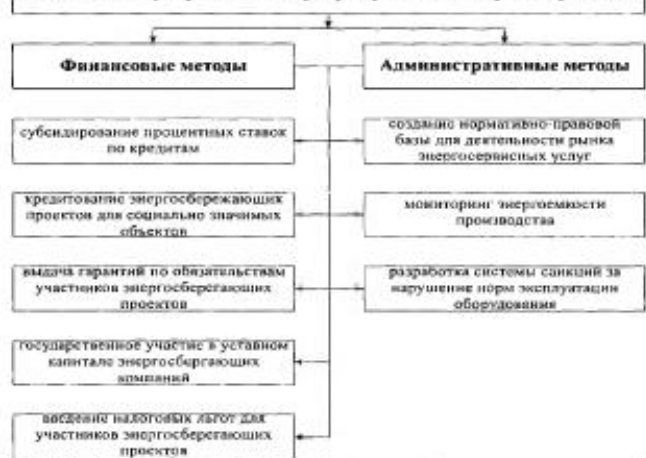 Финансовые методы
Административные методы
субсидирование процентных ставок
по кредитам
создание нормативно-правовой
базы для деятельности рынка
энергосервисных услуг
кредитование энергосбережающих
проектов для социально значимых
объектов
мониторинг энергоемкости
производства
выдача гарантий по обязательствам
участников энергосберегающих
проектов
разработка системы санкций за
нарушение норм эксплуатации
оборудования
государственное участие в уставном
капитале энергосбергающих
компаний
введение налоговых льгот для
участников энергосберегающих
проектов